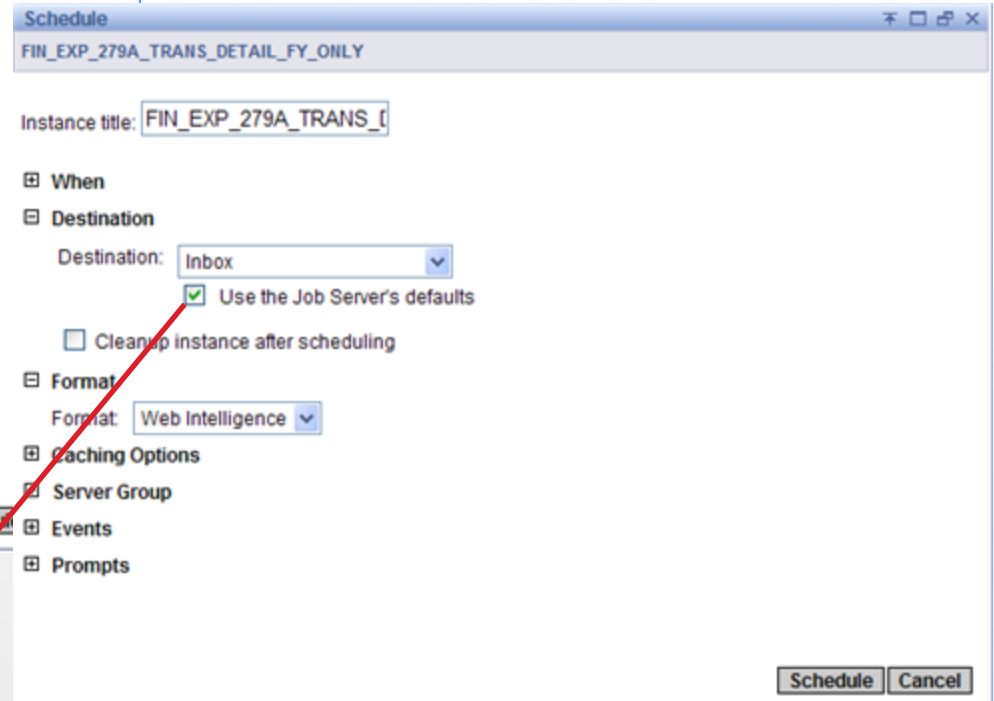 Schedule
FIN_EXP_279A_TRANS_DETAIL_FY_ONLY
Instance title: FIN_EXP_279A_TRANS_
When
Destination
Destination: Inbox
Use the Job Server's defaults
Cleanup instance after scheduling
Format
Format: Web Intelligence
Caching Options
Server Group
Events
Prompts
Schedule Cancel